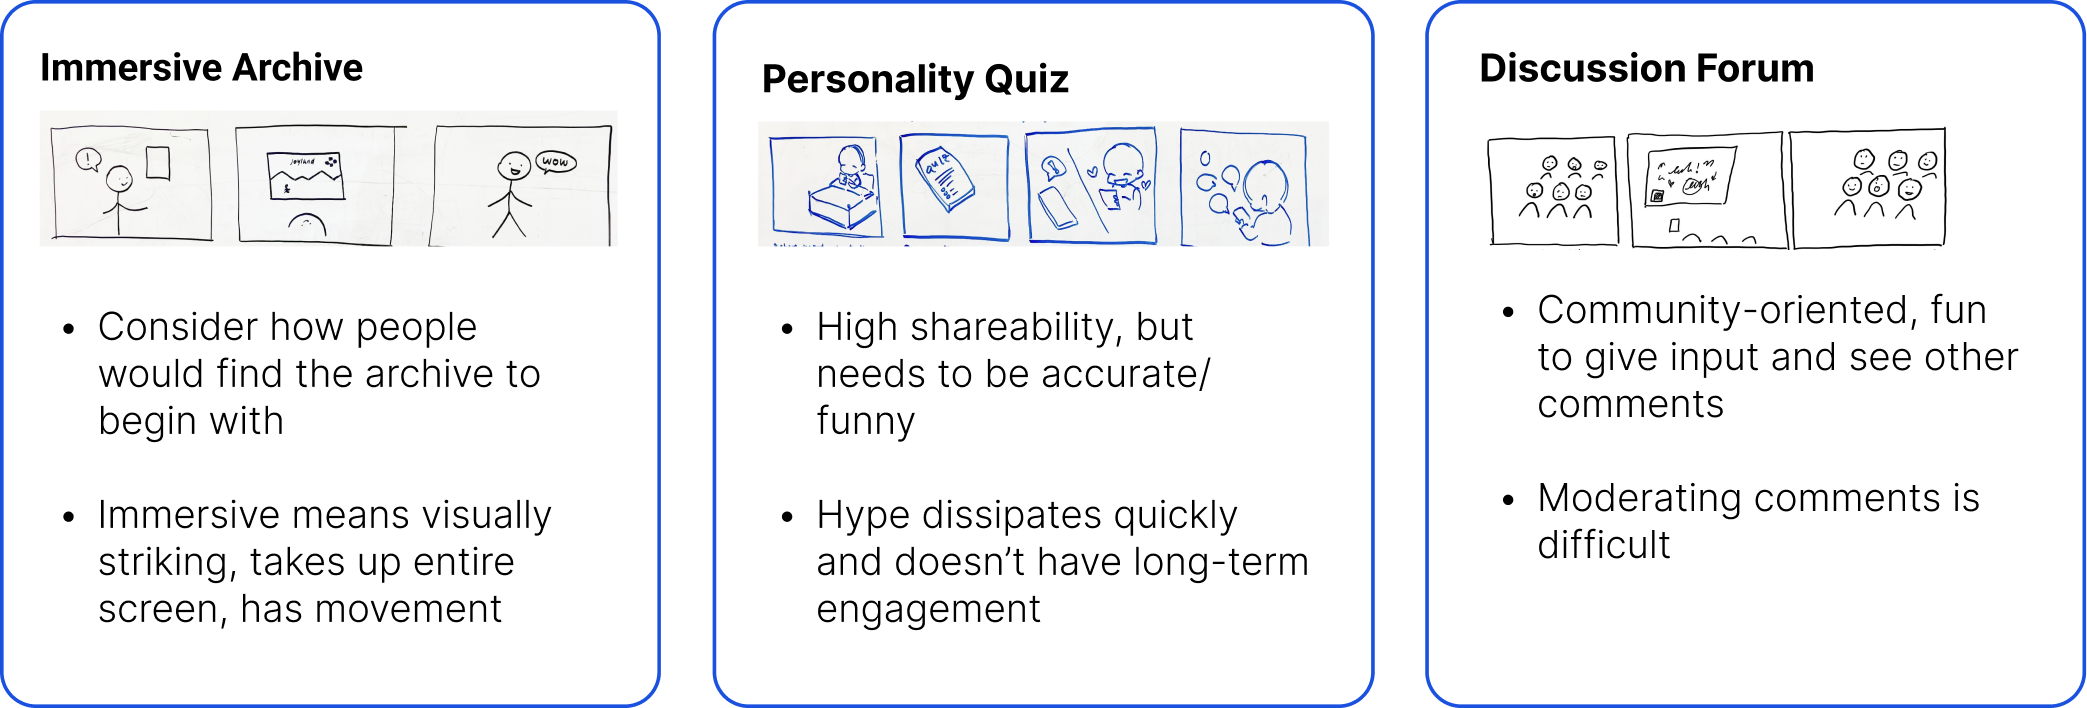 Immersive Archive
!
joyland
WOW
Consider how people
would find the archive to
begin with
Immersive means visually
striking, takes up entire
screen, has movement
Personality Quiz
quiz
!
High shareability, but
needs to be accurate/
funny
Hype dissipates quickly
and doesn’t have long-term
engagement
Discussion Forum
Community-oriented, fun
to give input and see other
comments
Moderating comments is
difficult